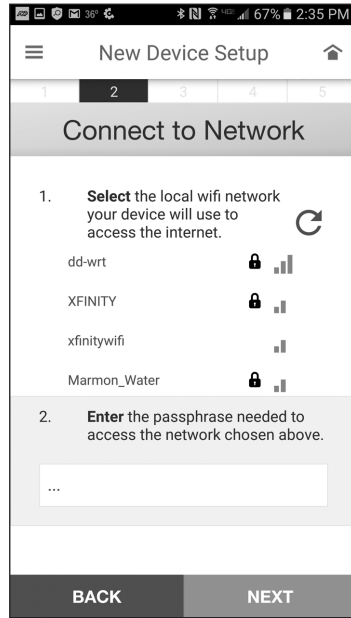 36° 4G LTE 67% 2:35 PM
New Device Setup
1 2 3 4 5
Connect to Network
1. Select the local wifi network
your device will use to
access the internet.
dd-wrt
XFINITY
xfinitywifi
Marmon_Water
2. Enter the passphrase needed to
access the network chosen above.
...
BACK NEXT